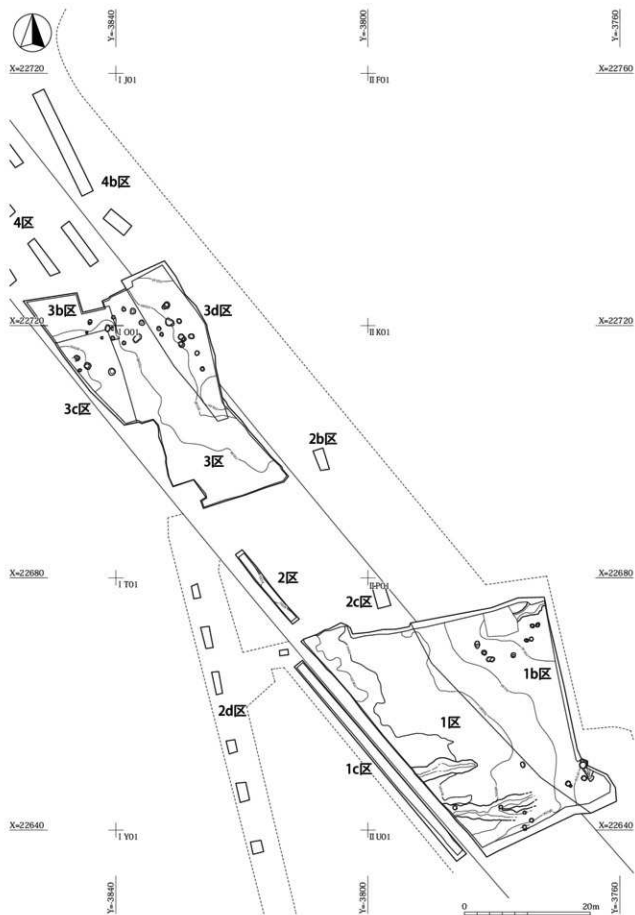 Y=-3840
Y=-3800
Y=-3760
X=22720
I J01
II F01
X=22760
4b区
4区
3b区
3d区
X=22720
I O01
II K01
3c区
3区
2b区
X=22680
I T01
2区
2c区
II P01
X=22680
1b区
2d区
1区
1c区
X=22640
I Y01
II U01
X=22640
Y=-3840
Y=-3800
Y=-3760
0
20m